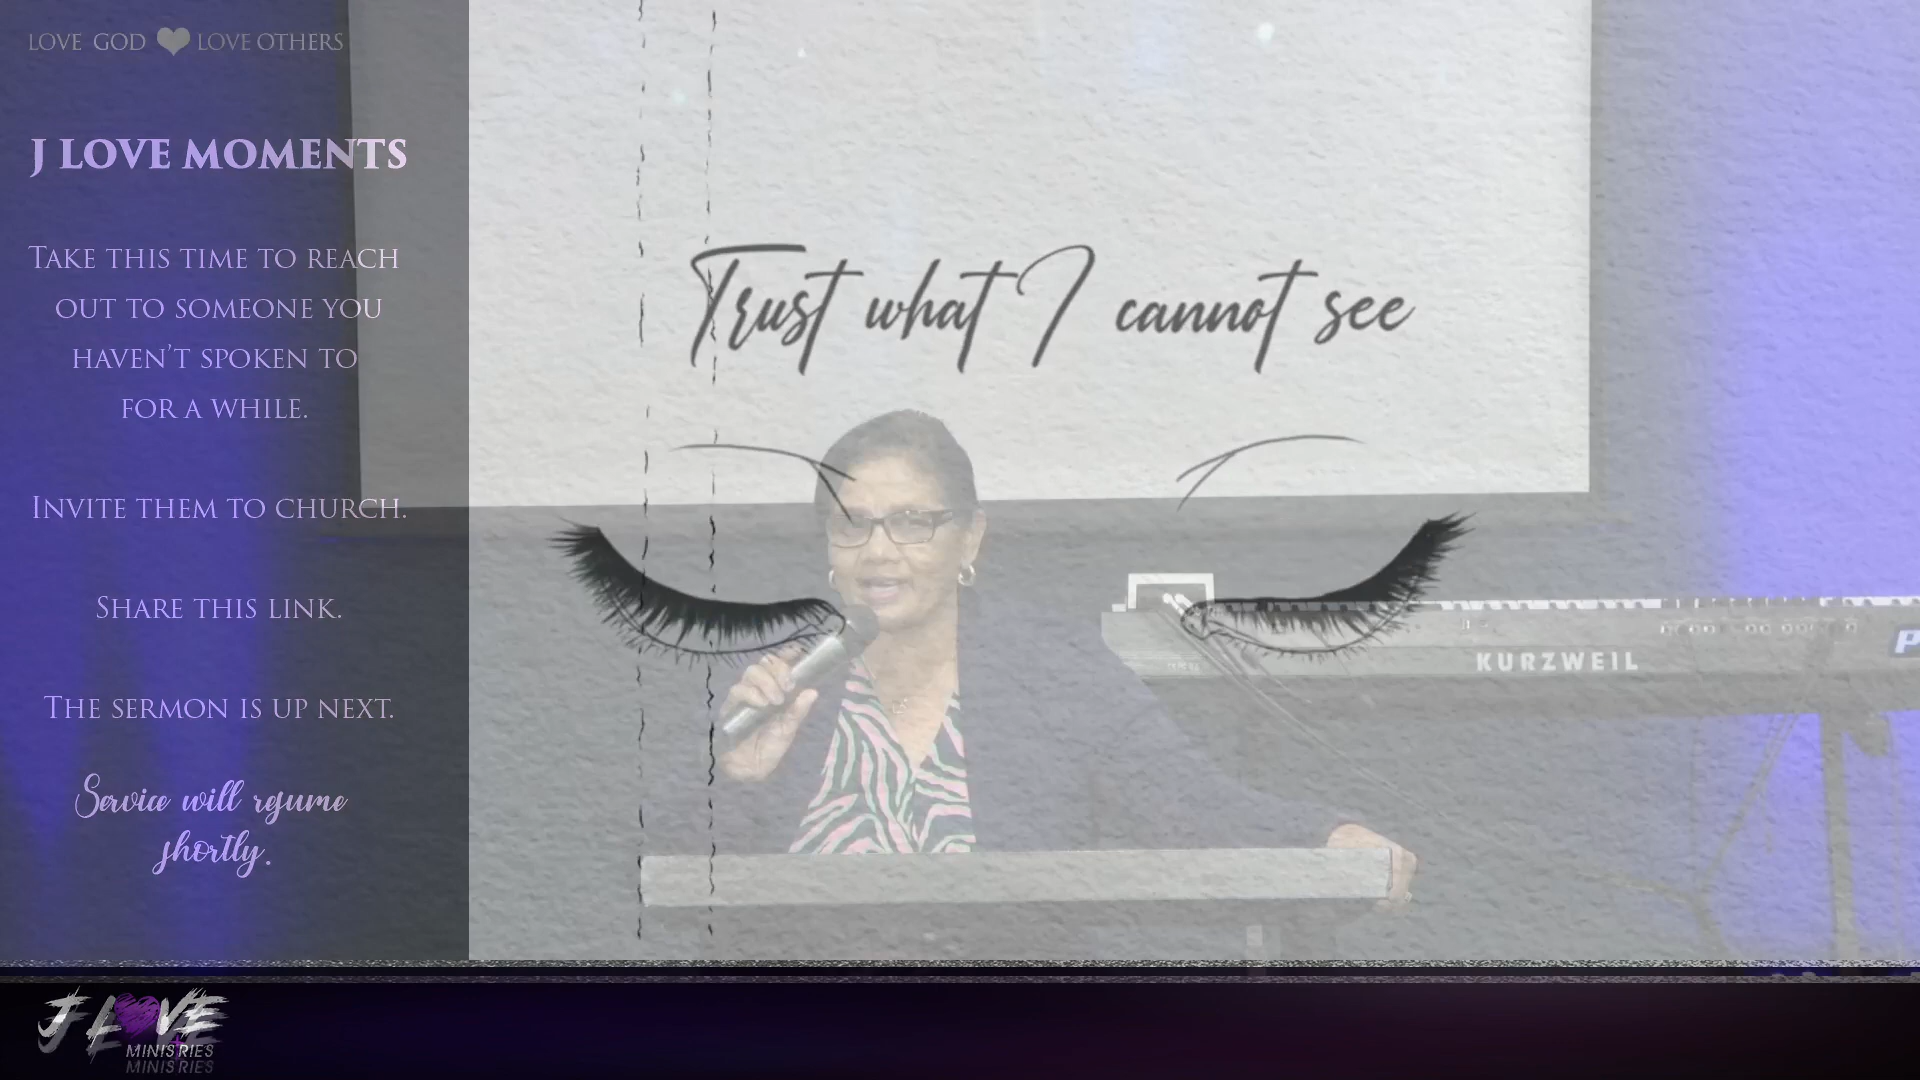 LOVE GOD LOVE OTHERS
J LOVE MOMENTS
TAKE THIS TIME TO REACH
OUT TO SOMEONE YOU
HAVEN'T SPOKEN TO
FOR A WHILE.
INVITE THEM TO CHURCH.
SHARE THIS LINK.
THE SERMON IS UP NEXT.
Service will resume
shortly.
Trust what I cannot see
KURZWEIL
J LOVE
MINISTRIES
MINISTRIES